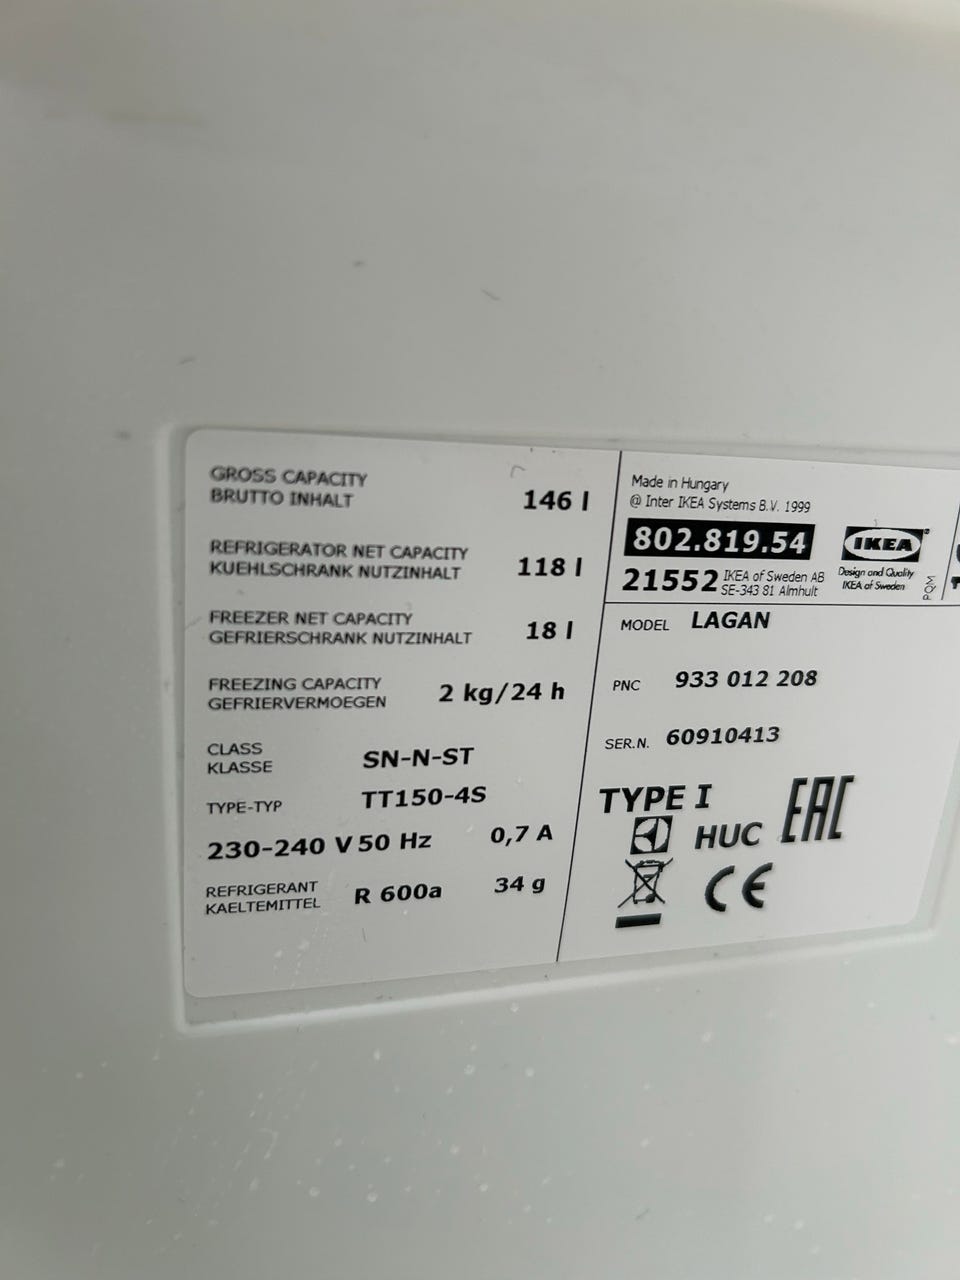 GROSS CAPACITY
BRUTTO INHALT
146 l
REFRIGERATOR NET CAPACITY
KUEHLSCHRANK NUTZINHALT
118 l
FREEZER NET CAPACITY
GEFRIERSCHRANK NUTZINHALT
18 l
FREEZING CAPACITY
GEFRIERVERMOEGEN
2 kg/24 h
CLASS
KLASSE
SN-N-ST
TYPE-TYP
TT150-4S
230-240 V 50 Hz 0,7 A
REFRIGERANT
KAELTEMITTEL
R 600a 34 g
Made in Hungary
@ Inter IKEA Systems B.V. 1999
802.819.54
21552
IKEA of Sweden AB
SE-343 81 Almhult
IKEA
Design and Quality
IKEA of Sweden
MODEL LAGAN
PNC 933 012 208
SER.N. 60910413
TYPE I
HUC
EAC
CE